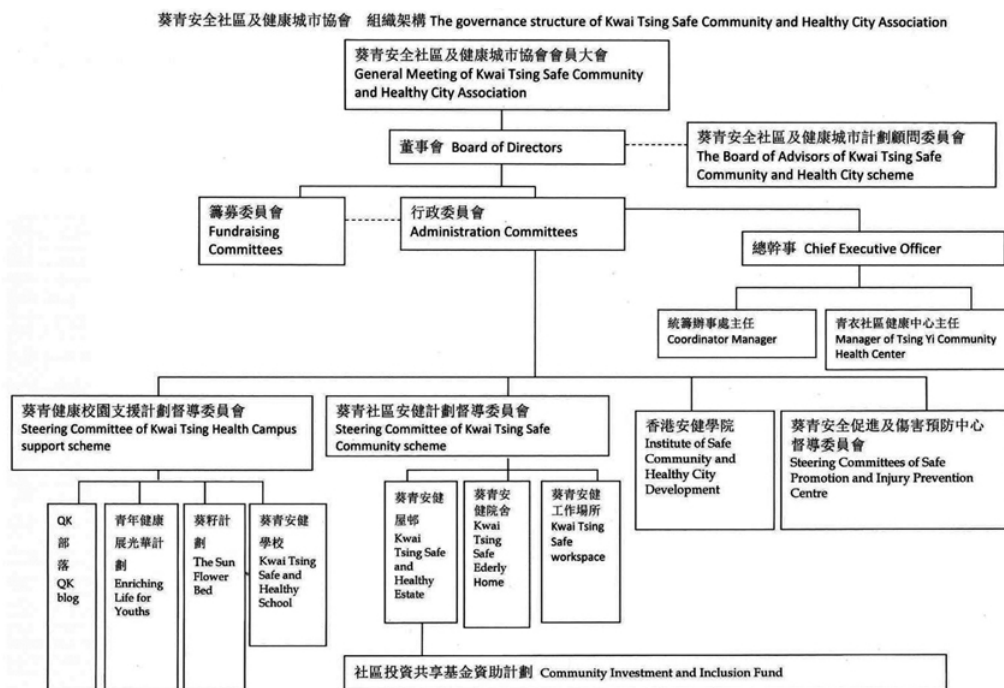 葵青安全社區及健康城市協會 組織架構 The governance structure of Kwai Tsing Safe Community and Healthy City Association
葵青安全社區及健康城市協會會員大會
General Meeting of Kwai Tsing Safe Community
and Healthy City Association
董事會 Board of Directors
葵青安全社區及健康城市計劃顧問委員會
The Board of Advisors of Kwai Tsing Safe
Community and Health City scheme
籌募委員會
Fundraising
Committees
行政委員會
Administration Committees
總幹事 Chief Executive Officer
統籌辦事處主任
Coordinator Manager
青衣社區健康中心主任
Manager of Tsing Yi Community
Health Center
葵青健康校園支援計劃督導委員會
Steering Committee of Kwai Tsing Health Campus
support scheme
葵青社區安健計劃督導委員會
Steering Committee of Kwai Tsing Safe
Community scheme
香港安健學院
Institute of Safe
Community and
Healthy City
Development
葵青安全促進及傷害預防中心
督導委員會
Steering Committees of Safe
Promotion and Injury Prevention
Centre
QK
部
落
QK
blog
青年健康
展光華計
劃
Enriching
Life for
Youths
葵籽計
劃
The Sun
Flower
Bed
葵青安健
學校
Kwai Tsing
Safe and
Healthy
School
葵青安健
屋邨
Kwai
Tsing Safe
and
Healthy
Estate
葵青安
健院舍
Kwai
Tsing
Safe
Ederly
Home
葵青安健
工作場所
Kwai Tsing
Safe
workspace
社區投資共享基金資助計劃 Community Investment and Inclusion Fund